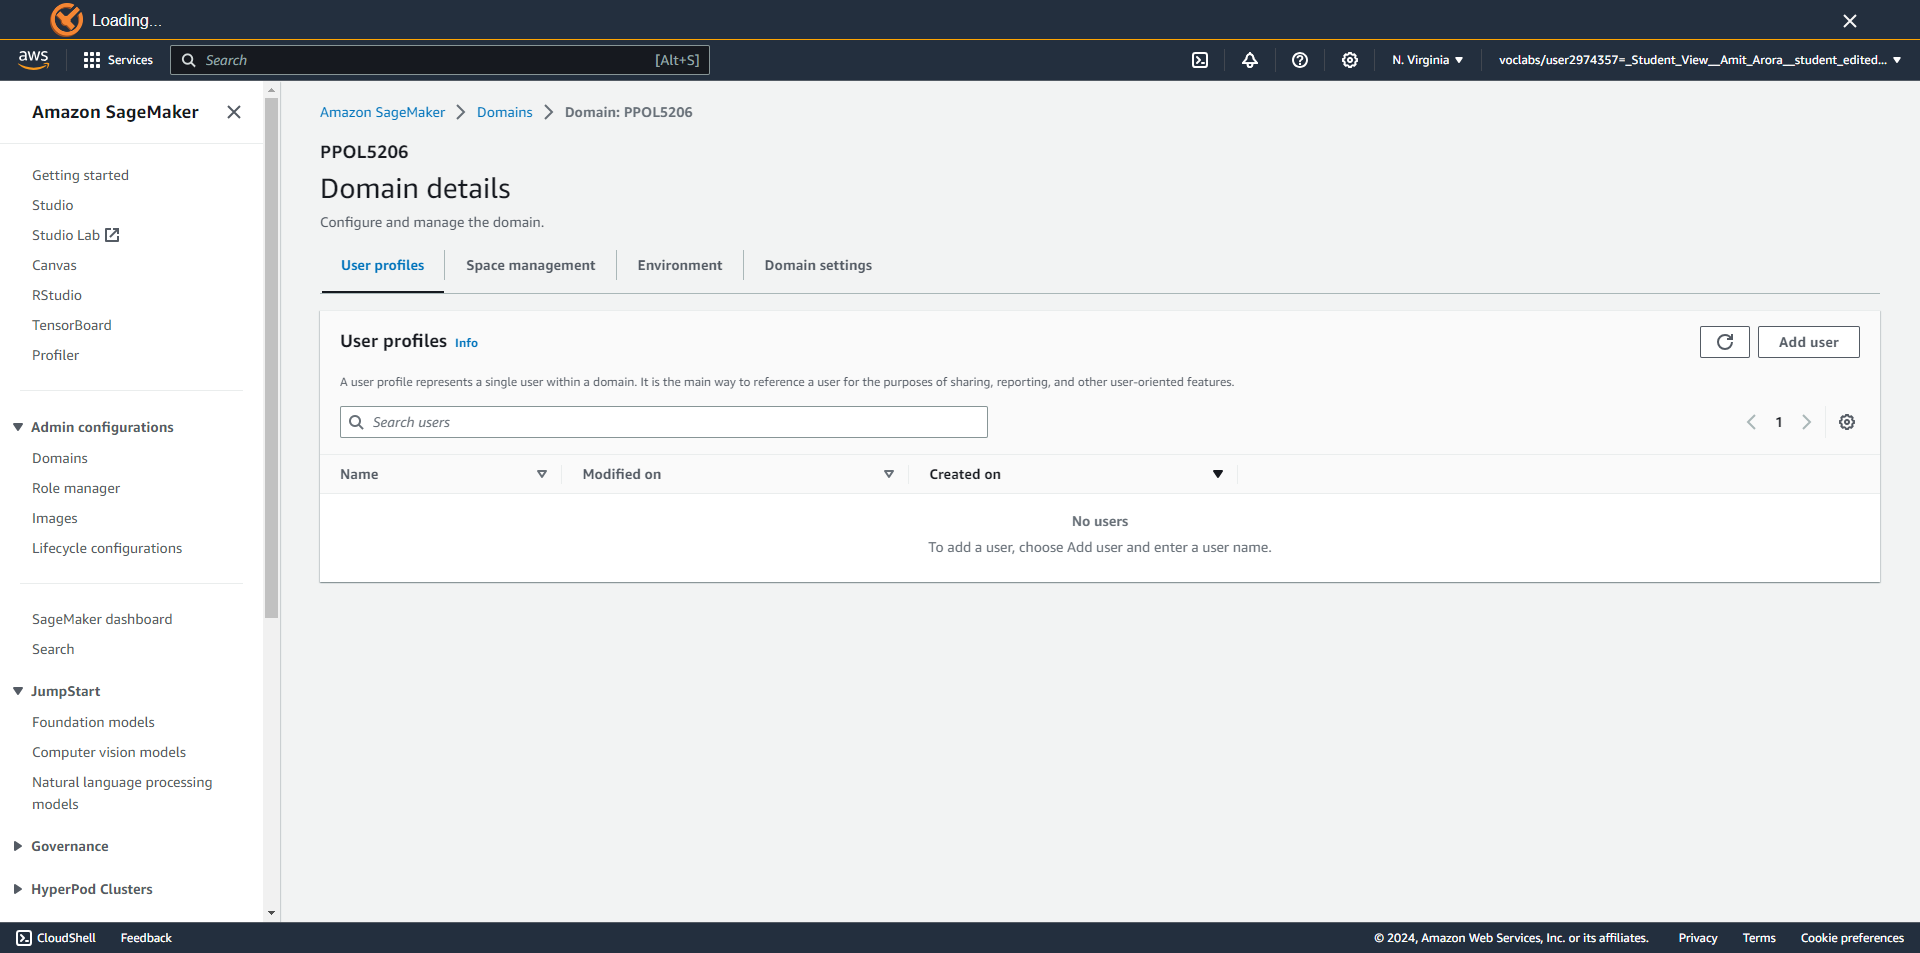 Loading...
aws
Services
Search
[Alt+S]
N. Virginia
voclabs/user2974357=_Student_View__Amit_Arora__student_edited...
Amazon SageMaker
Getting started
Studio
Studio Lab
Canvas
RStudio
TensorBoard
Profiler
Admin configurations
Domains
Role manager
Images
Lifecycle configurations
SageMaker dashboard
Search
JumpStart
Foundation models
Computer vision models
Natural language processing
models
Governance
HyperPod Clusters
Amazon SageMaker
Domains
Domain: PPOL5206
PPOL5206
Domain details
Configure and manage the domain.
User profiles
Space management
Environment
Domain settings
User profiles
Info
Add user
A user profile represents a single user within a domain. It is the main way to reference a user for the purposes of sharing, reporting, and other user-oriented features.
Search users
1
Name
Modified on
Created on
No users
To add a user, choose Add user and enter a user name.
CloudShell
Feedback
© 2024, Amazon Web Services, Inc. or its affiliates.
Privacy
Terms
Cookie preferences